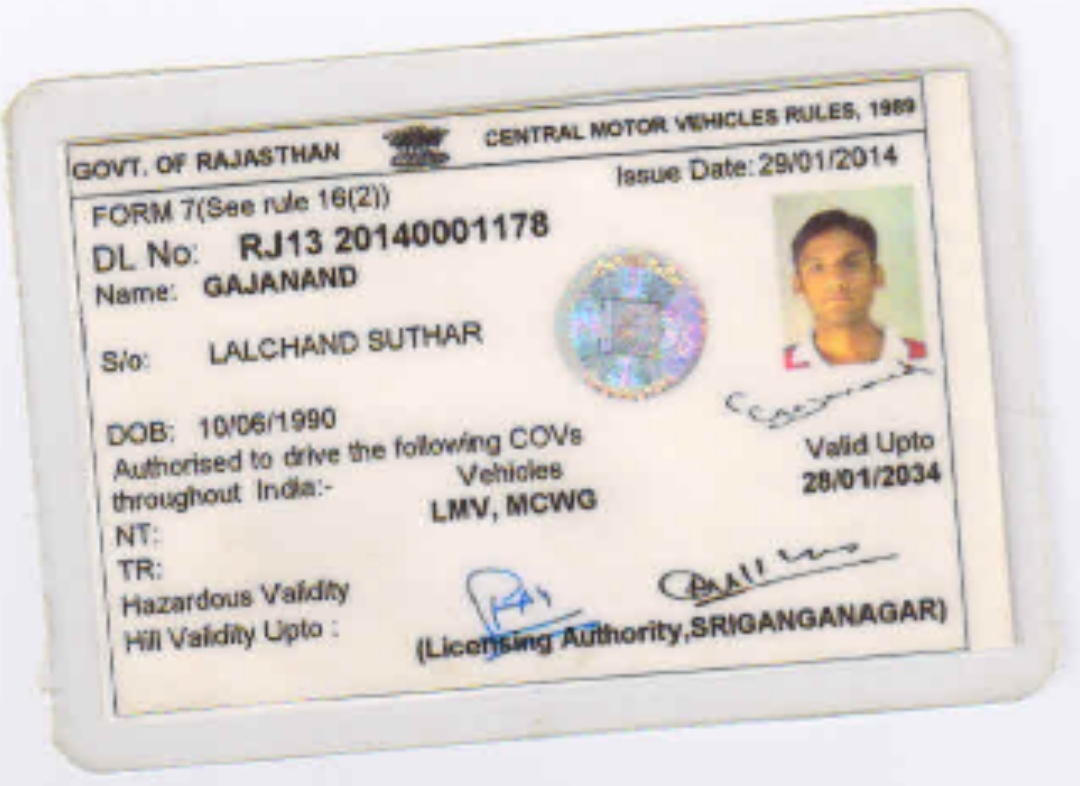 GOVT. OF RAJASTHAN CENTRAL MOTOR VEHICLES RULES, 1989
FORM 7(See rule 16(2)) Issue Date: 29/01/2014
DL No: RJ13 20140001178
Name: GAJANAND
S/o: LALCHAND SUTHAR
DOB: 10/06/1990
Authorised to drive the following COVs Valid Upto
throughout India:- Vehicles 28/01/2034
LMV, MCWG
NT:
TR:
Hazardous Validity
Hill Validity Upto :
(Licensing Authority,SRIGANGANAGAR)